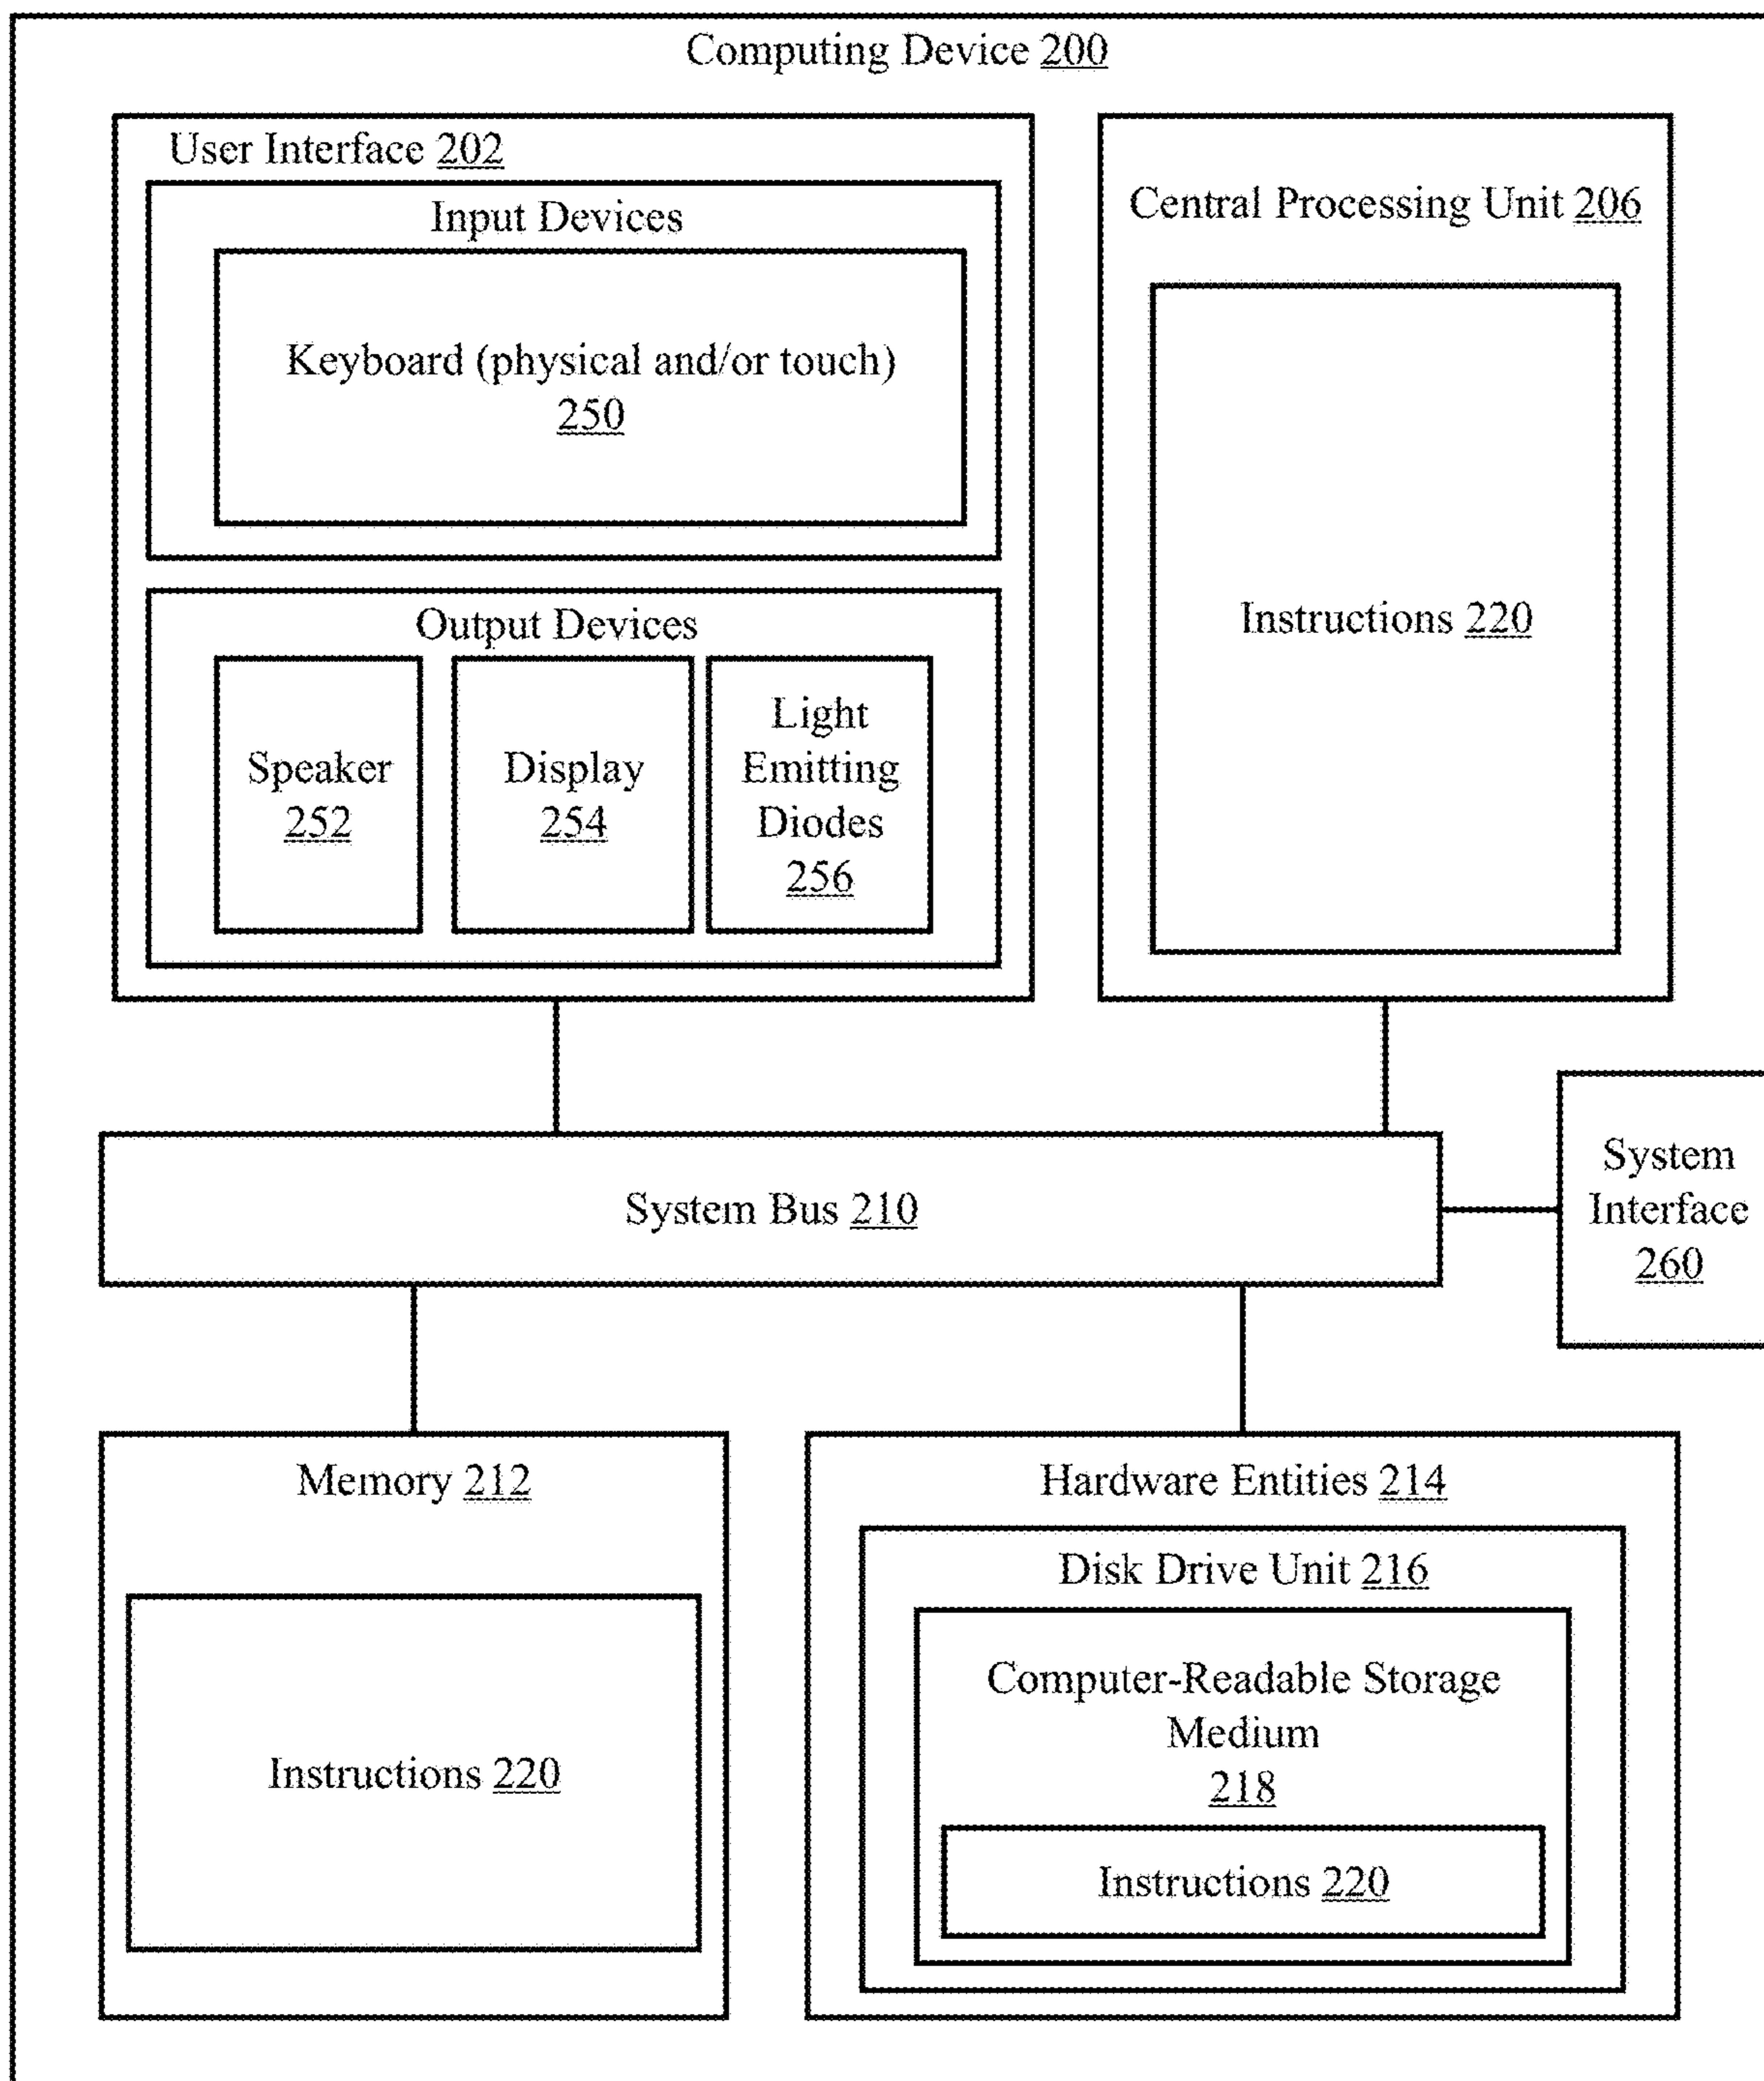 Computing Device 200
User Interface 202
Input Devices
Keyboard (physical and/or touch)
250
Output Devices
Speaker
252
Display
254
Light
Emitting
Diodes
256
Central Processing Unit 206
Instructions 220
System Bus 210
System
Interface
260
Memory 212
Instructions 220
Hardware Entities 214
Disk Drive Unit 216
Computer-Readable Storage
Medium
218
Instructions 220